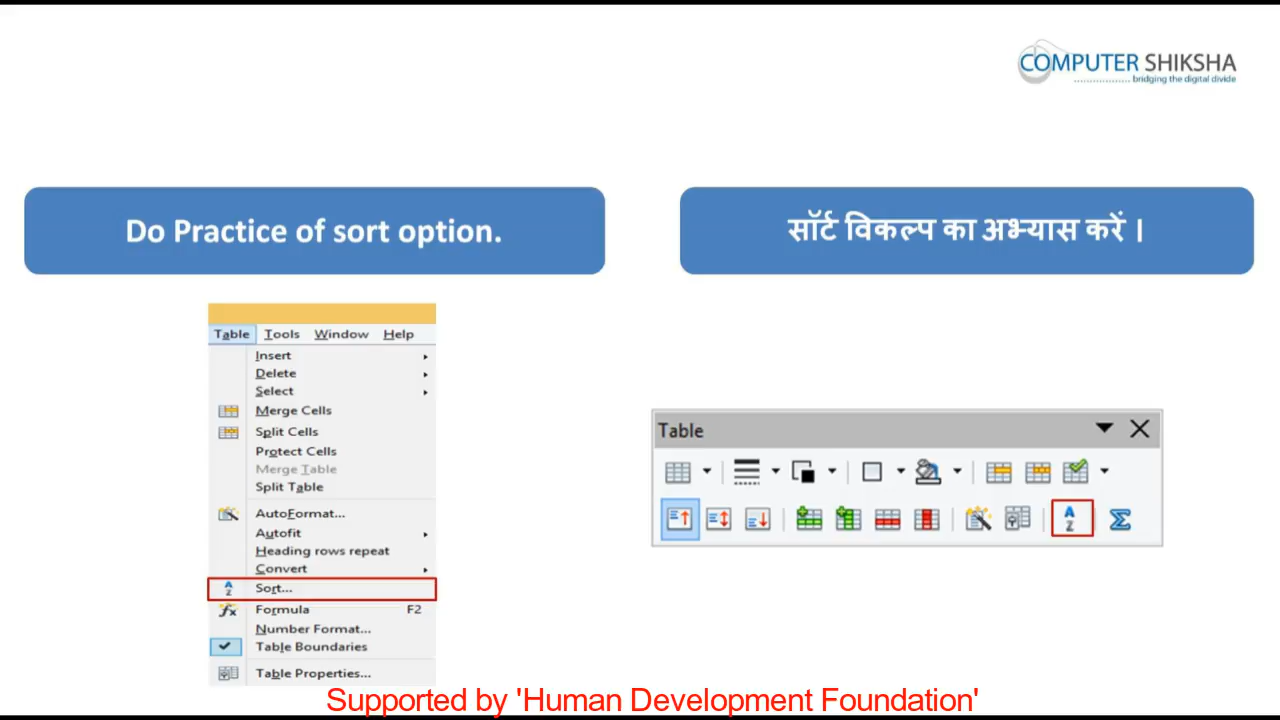 COMPUTER SHIKSHA
bridging the digital divide
Do Practice of sort option.
सॉर्ट विकल्प का अभ्यास करें ।
Table Tools Window Help
Insert
Delete
Select
Merge Cells
Split Cells
Protect Cells
Merge Table
Split Table
AutoFormat...
Autofit
Heading rows repeat
Convert
Sort...
Formula F2
Number Format...
Table Boundaries
Table Properties...
Table
Supported by 'Human Development Foundation'